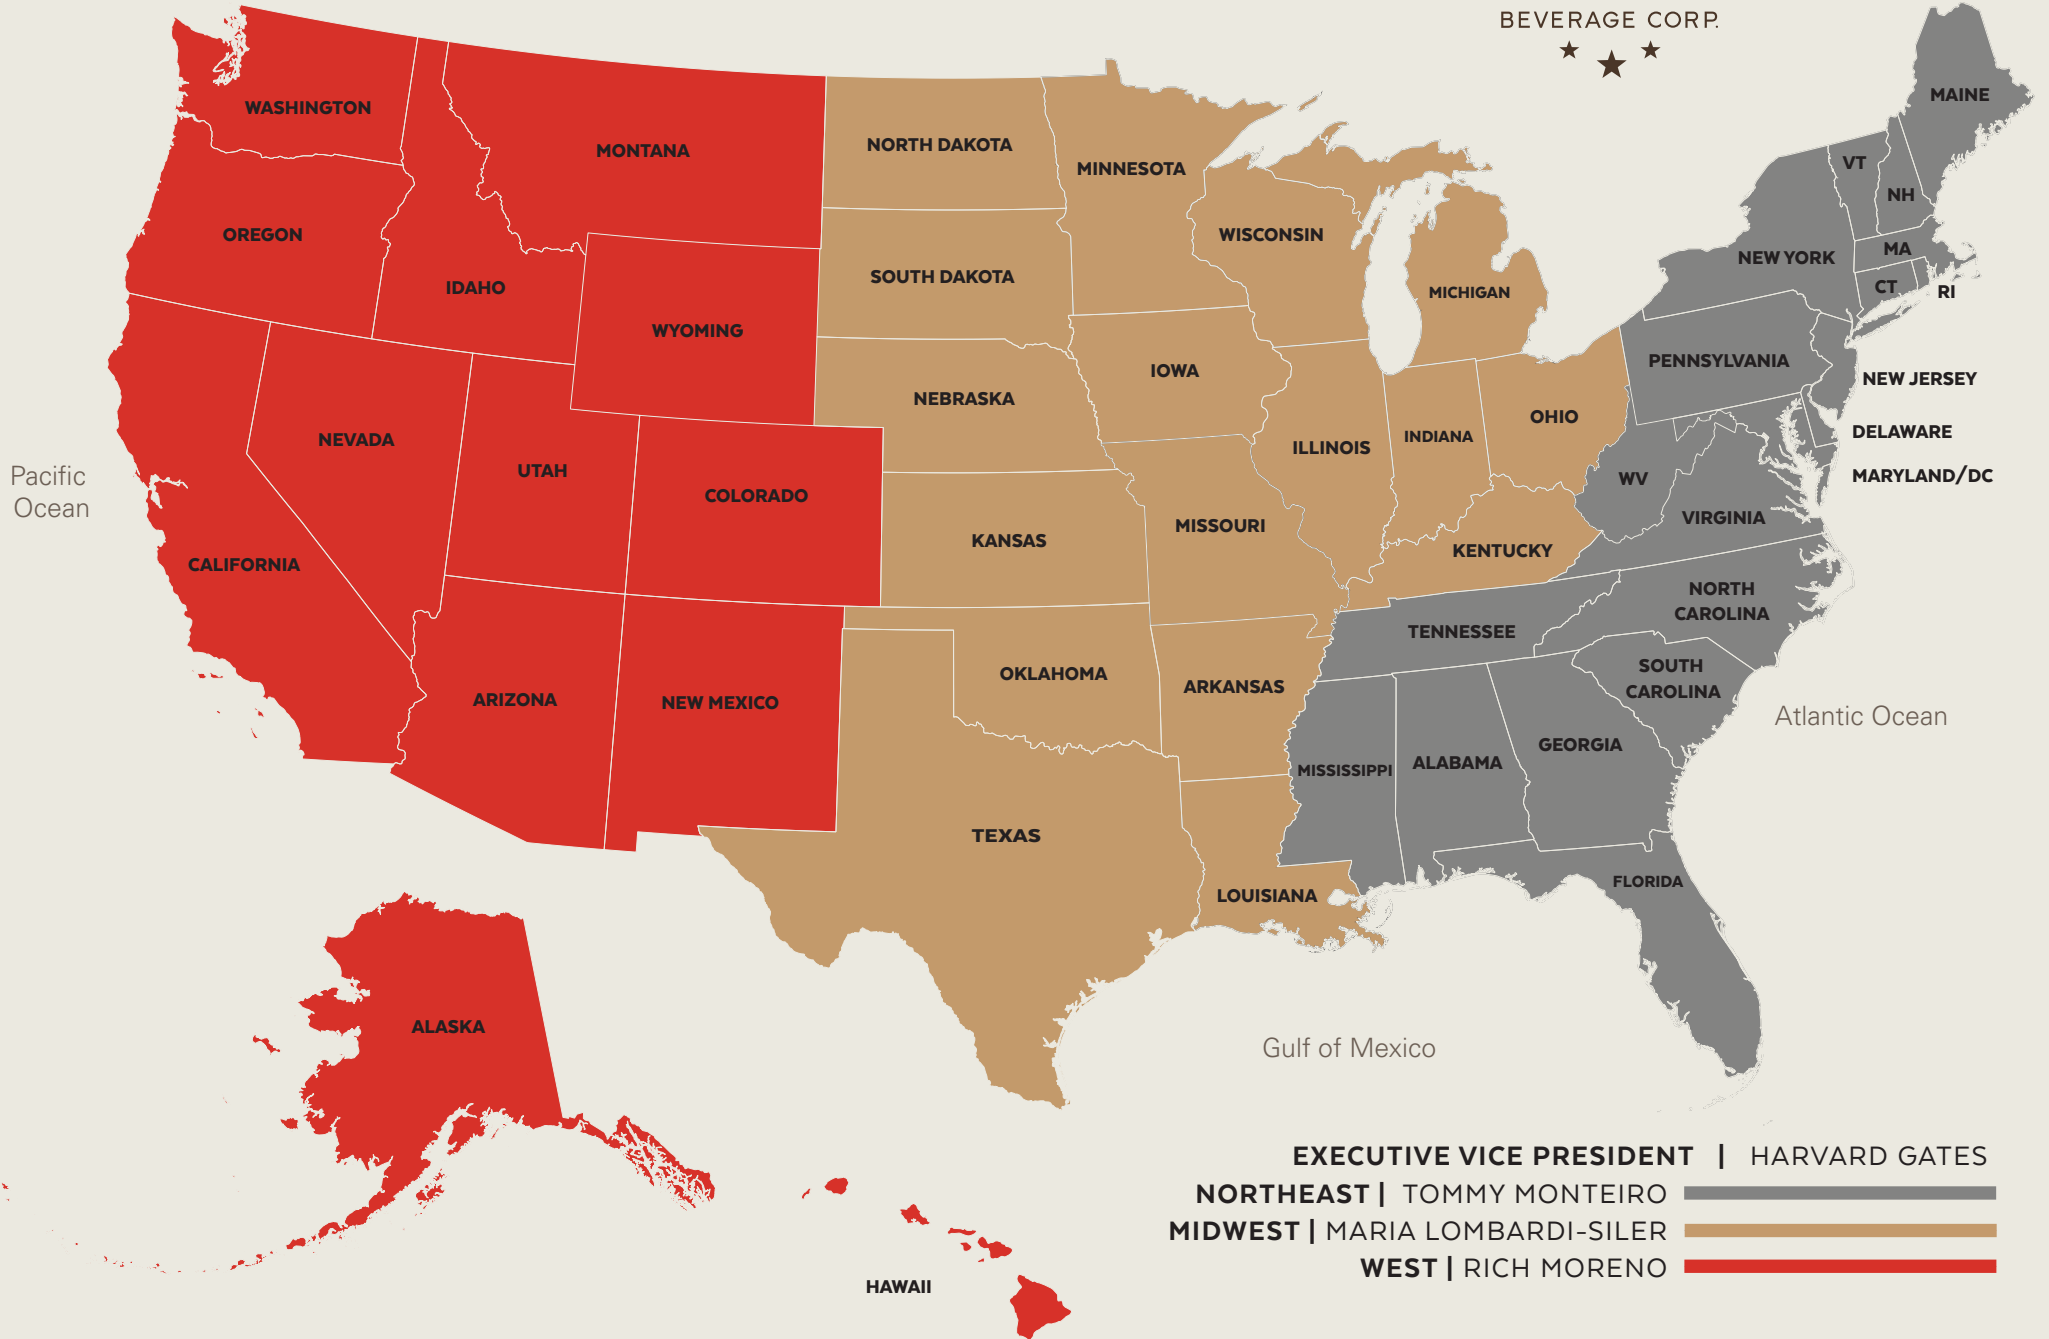 BEVERAGE CORP.
MAINE
WASHINGTON
MONTANA
NORTH DAKOTA
MINNESOTA
VT
NH
OREGON
WISCONSIN
MA
NEW YORK
IDAHO
SOUTH DAKOTA
MICHIGAN
CT
RI
WYOMING
PENNSYLVANIA
IOWA
NEW JERSEY
NEBRASKA
OHIO
NEVADA
INDIANA
DELAWARE
ILLINOIS
UTAH
Pacific
Ocean
WV
MARYLAND/DC
COLORADO
VIRGINIA
MISSOURI
KANSAS
KENTUCKY
CALIFORNIA
NORTH
CAROLINA
TENNESSEE
SOUTH
CAROLINA
OKLAHOMA
ARKANSAS
ARIZONA
NEW MEXICO
Atlantic Ocean
GEORGIA
ALABAMA
MISSISSIPPI
TEXAS
FLORIDA
LOUISIANA
ALASKA
Gulf of Mexico
HAWAII
EXECUTIVE VICE PRESIDENT | HARVARD GATES
NORTHEAST | TOMMY MONTEIRO
MIDWEST | MARIA LOMBARDI-SILER
WEST | RICH MORENO